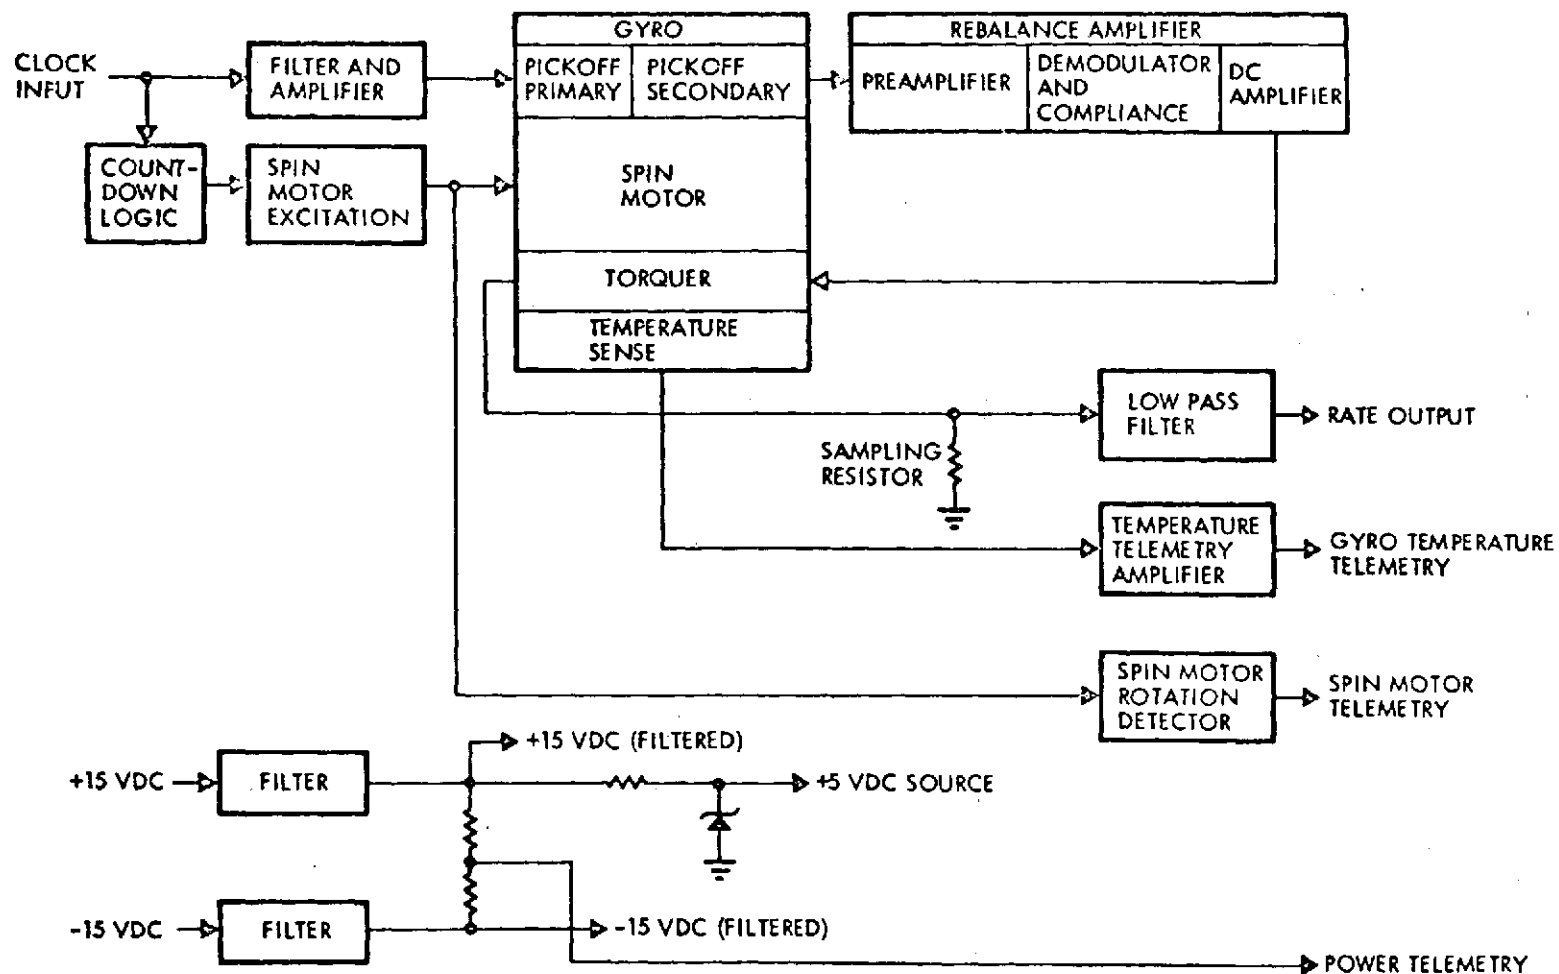 CLOCK
INPUT
FILTER AND
AMPLIFIER
COUNT-
DOWN
LOGIC
SPIN
MOTOR
EXCITATION
GYRO
PICKOFF
PRIMARY
PICKOFF
SECONDARY
SPIN
MOTOR
TORQUER
TEMPERATURE
SENSE
REBALANCE AMPLIFIER
PREAMPLIFIER
DEMODULATOR
AND
COMPLIANCE
DC
AMPLIFIER
SAMPLING
RESISTOR
LOW PASS
FILTER
RATE OUTPUT
TEMPERATURE
TELEMETRY
AMPLIFIER
GYRO TEMPERATURE
TELEMETRY
SPIN MOTOR
ROTATION
DETECTOR
SPIN MOTOR
TELEMETRY
+15 VDC
FILTER
+15 VDC (FILTERED)
+5 VDC SOURCE
-15 VDC
FILTER
-15 VDC (FILTERED)
POWER TELEMETRY